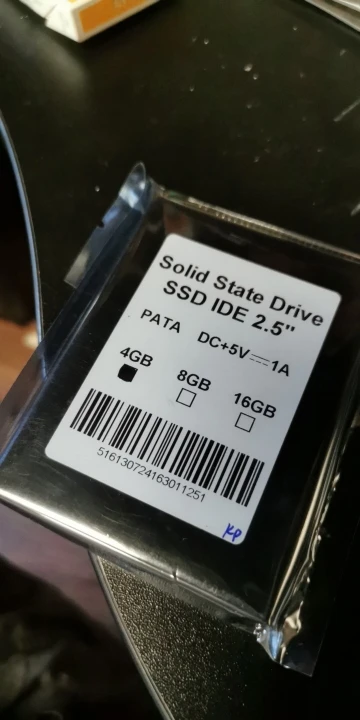 Solid State Drive
SSD IDE 2.5"
PATA DC+5V⎓1A
4GB 8GB 16GB
516130724163011251
KP